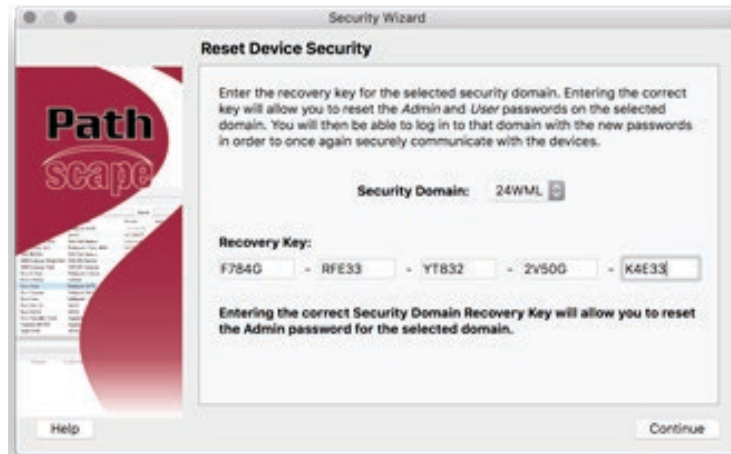 Security Wizard
Reset Device Security
Path
scape
Enter the recovery key for the selected security domain. Entering the correct
key will allow you to reset the Admin and User passwords on the selected
domain. You will then be able to log in to that domain with the new passwords
in order to once again securely communicate with the devices.
Security Domain: 24WML
Recovery Key:
F784G - RFE33 - YT832 - 2V50G - K4E33
Entering the correct Security Domain Recovery Key will allow you to reset
the Admin password for the selected domain.
Help
Continue